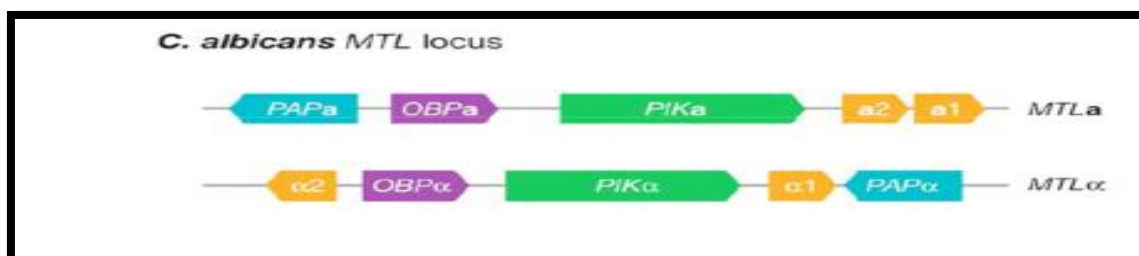 C. albicans MTL locus
PAPa OBPa PIKa a2 a1 MTLa
α2 OBPα PIKα α1 PAPα MTLα